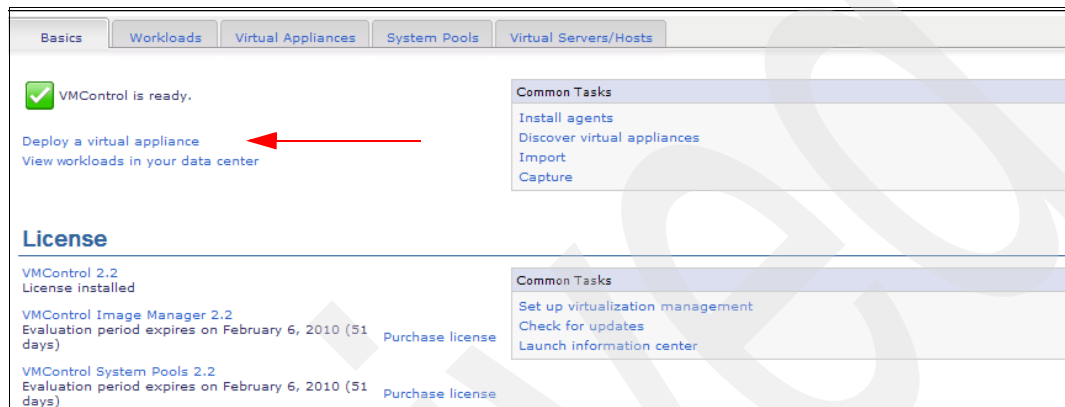 Basics Workloads Virtual Appliances System Pools Virtual Servers/Hosts
VMControl is ready.
Deploy a virtual appliance
View workloads in your data center
Common Tasks
Install agents
Discover virtual appliances
Import
Capture
License
VMControl 2.2
License installed
VMControl Image Manager 2.2
Evaluation period expires on February 6, 2010 (51
days)
Purchase license
VMControl System Pools 2.2
Evaluation period expires on February 6, 2010 (51
days)
Purchase license
Common Tasks
Set up virtualization management
Check for updates
Launch information center